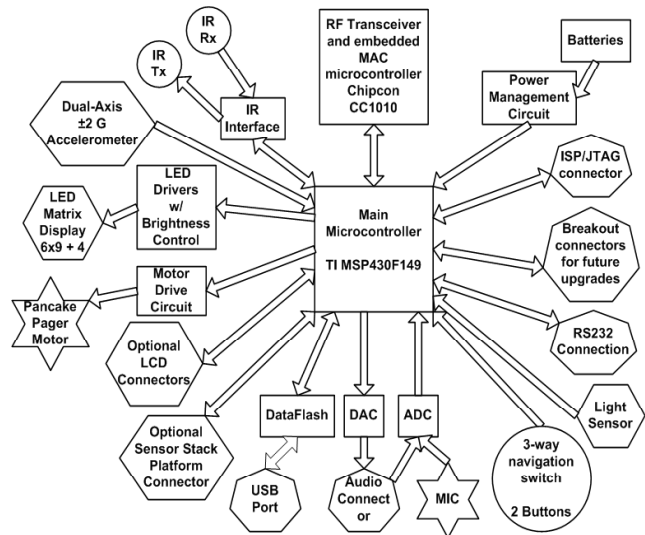 IR
Rx
IR
Tx
RF Transceiver
and embedded
MAC
microcontroller
Chipcon
CC1010
Batteries
Power
Management
Circuit
Dual-Axis
±2 G
Accelerometer
IR
Interface
ISP/JTAG
connector
LED
Drivers
w/
Brightness
Control
LED
Matrix
Display
6x9 + 4
Main
Microcontroller
TI MSP430F149
Breakout
connectors
for future
upgrades
Motor
Drive
Circuit
Pancake
Pager
Motor
RS232
Connection
Optional
LCD
Connectors
Light
Sensor
Optional
Sensor Stack
Platform
Connector
DataFlash
DAC
ADC
3-way
navigation
switch
2 Buttons
USB
Port
Audio
Connect
or
MIC